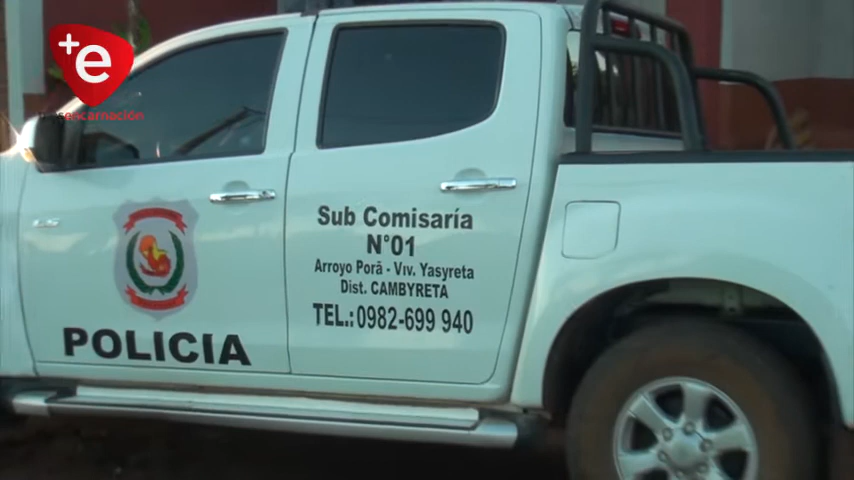 +e
encarnación
Sub Comisaría
N°01
Arroyo Porã - Viv. Yasyreta
Dist. CAMBYRETA
TEL.: 0982-699 940
POLICIA